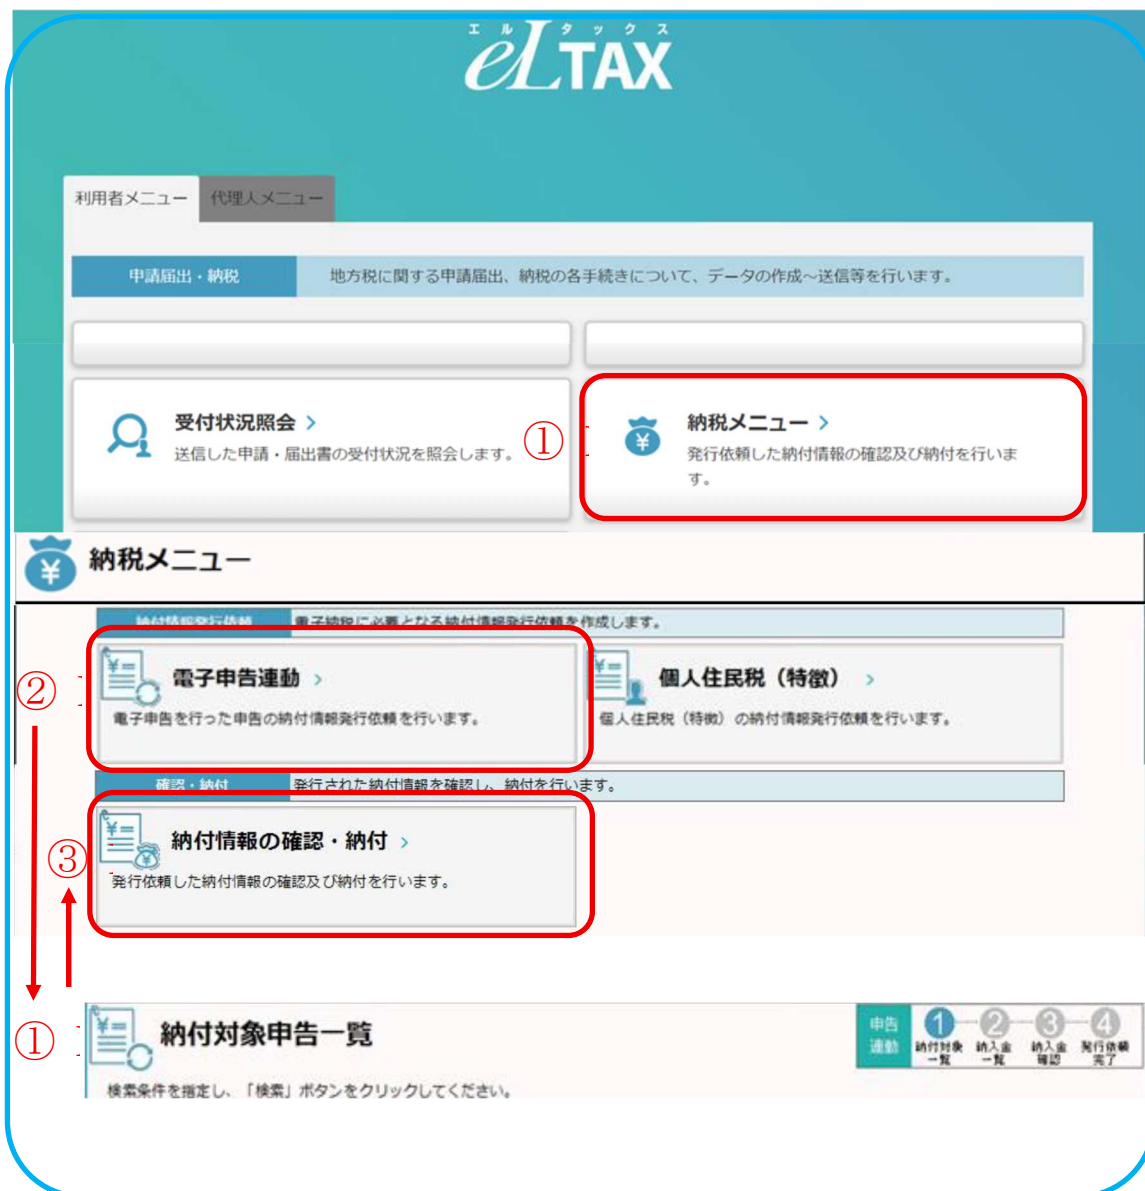 エルタックス
eLTAX
利用者メニュー 代理人メニュー
申請届出・納税 地方税に関する申請届出、納税の各手続きについて、データの作成～送信等を行います。
受付状況照会 >
送信した申請・届出書の受付状況を照会します。
①
納税メニュー >
発行依頼した納付情報の確認及び納付を行いま
す。
納税メニュー
納付情報発行依頼 電子納税に必要となる納付情報発行依頼を作成します。
②
電子申告連動 >
電子申告を行った申告の納付情報発行依頼を行います。
個人住民税（特徴） >
個人住民税（特徴）の納付情報発行依頼を行います。
確認・納付 発行された納付情報を確認し、納付を行います。
③
納付情報の確認・納付 >
発行依頼した納付情報の確認及び納付を行います。
①
納付対象申告一覧
検索条件を指定し、「検索」ボタンをクリックしてください。
申告
連動
1 2 3 4
納付対象 納入金 納入金 発行依頼
一覧 一覧 確認 完了